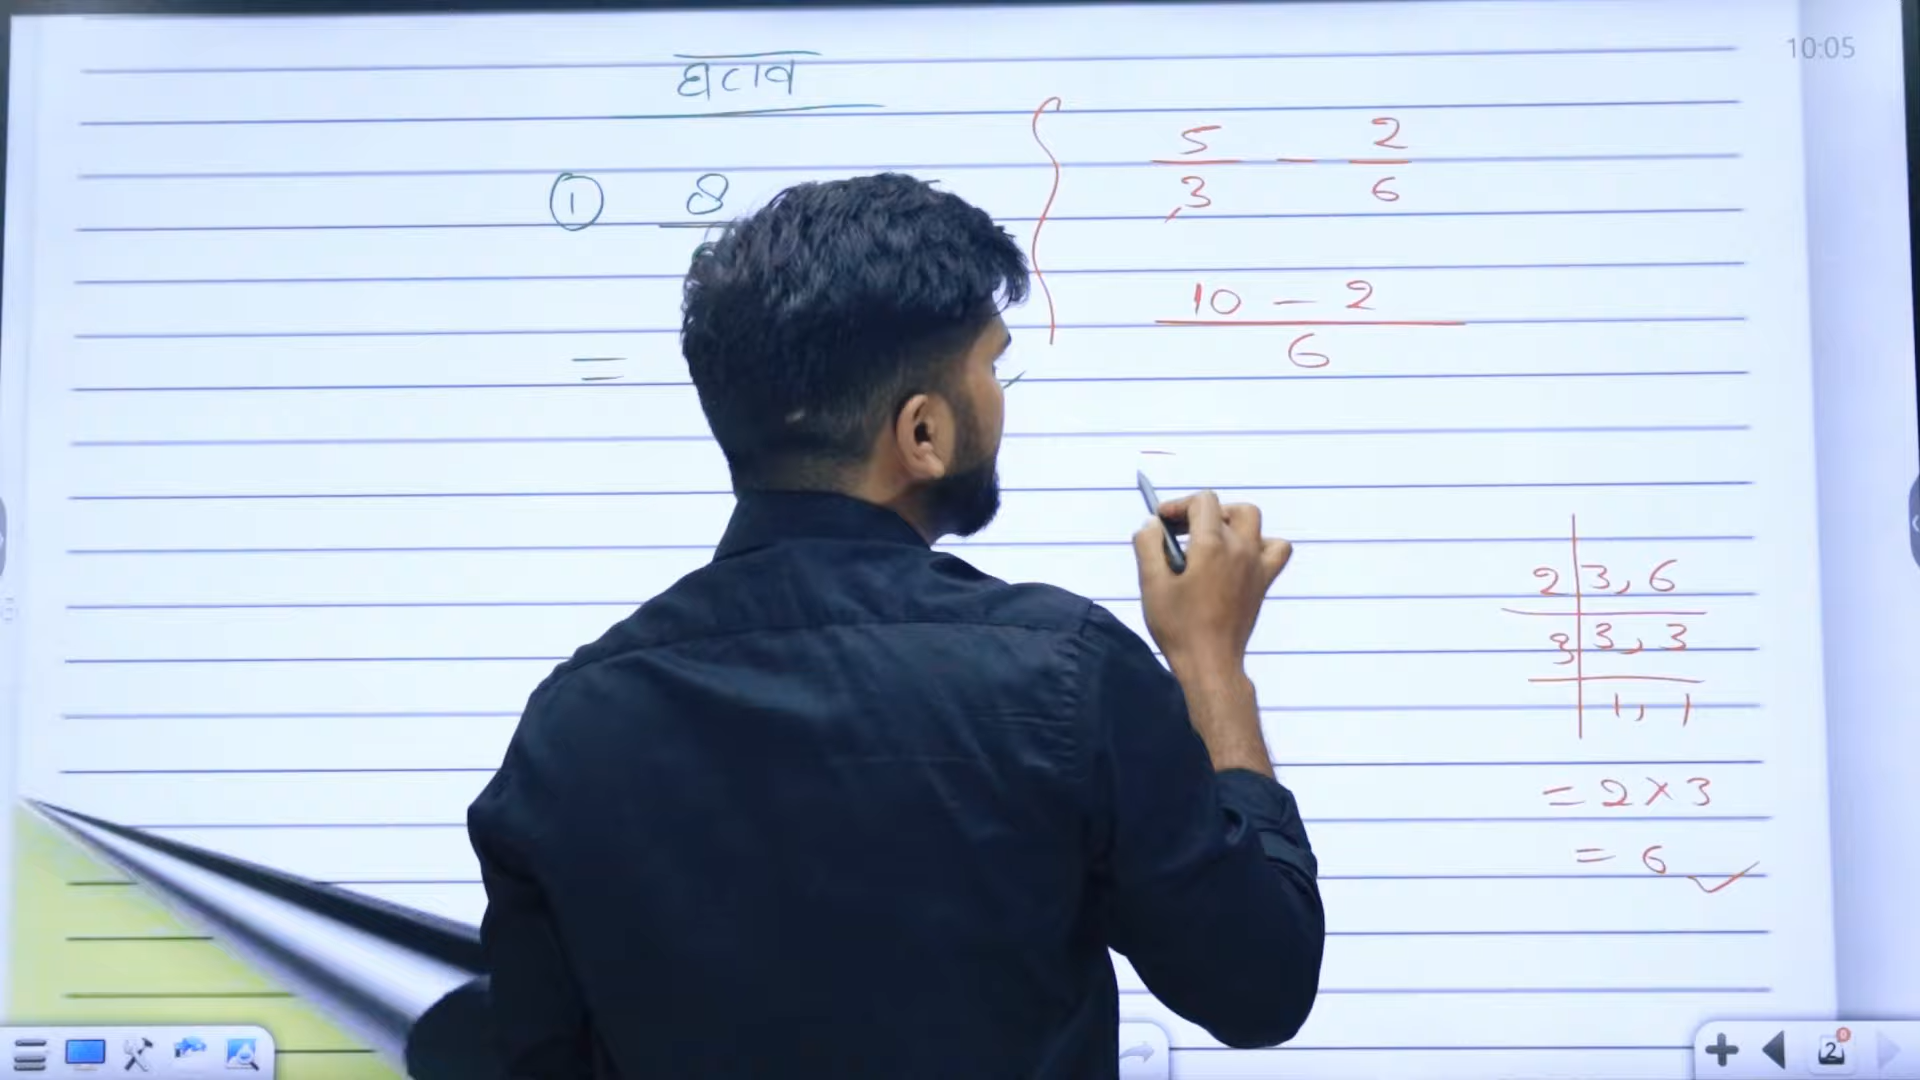 घटाव
10:05
① 8
=
5/3 - 2/6
10 - 2 / 6
2 | 3, 6
3 | 3, 3
1, 1
= 2 × 3
= 6 ✓
2